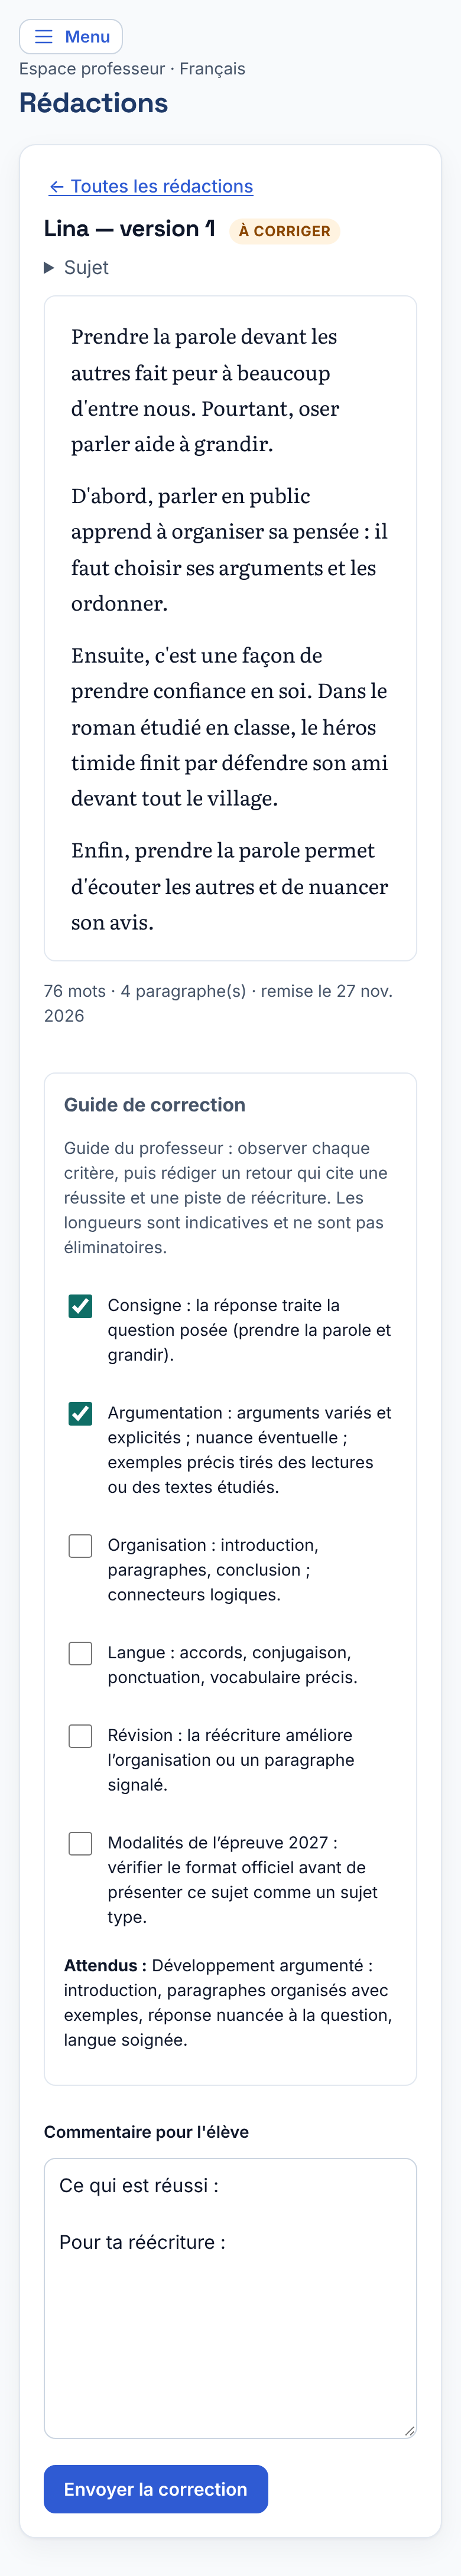 Menu
Espace professeur · Français
Rédactions
← Toutes les rédactions
Lina — version 1 À CORRIGER
▶ Sujet
Prendre la parole devant les
autres fait peur à beaucoup
d'entre nous. Pourtant, oser
parler aide à grandir.
D'abord, parler en public
apprend à organiser sa pensée : il
faut choisir ses arguments et les
ordonner.
Ensuite, c'est une façon de
prendre confiance en soi. Dans le
roman étudié en classe, le héros
timide finit par défendre son ami
devant tout le village.
Enfin, prendre la parole permet
d'écouter les autres et de nuancer
son avis.
76 mots · 4 paragraphe(s) · remise le 27 nov.
2026
Guide de correction
Guide du professeur : observer chaque
critère, puis rédiger un retour qui cite une
réussite et une piste de réécriture. Les
longueurs sont indicatives et ne sont pas
éliminatoires.
Consigne : la réponse traite la
question posée (prendre la parole et
grandir).
Argumentation : arguments variés et
explicités ; nuance éventuelle ;
exemples précis tirés des lectures
ou des textes étudiés.
Organisation : introduction,
paragraphes, conclusion ;
connecteurs logiques.
Langue : accords, conjugaison,
ponctuation, vocabulaire précis.
Révision : la réécriture améliore
l’organisation ou un paragraphe
signalé.
Modalités de l’épreuve 2027 :
vérifier le format officiel avant de
présenter ce sujet comme un sujet
type.
Attendus : Développement argumenté :
introduction, paragraphes organisés avec
exemples, réponse nuancée à la question,
langue soignée.
Commentaire pour l'élève
Ce qui est réussi :
Pour ta réécriture :
Envoyer la correction